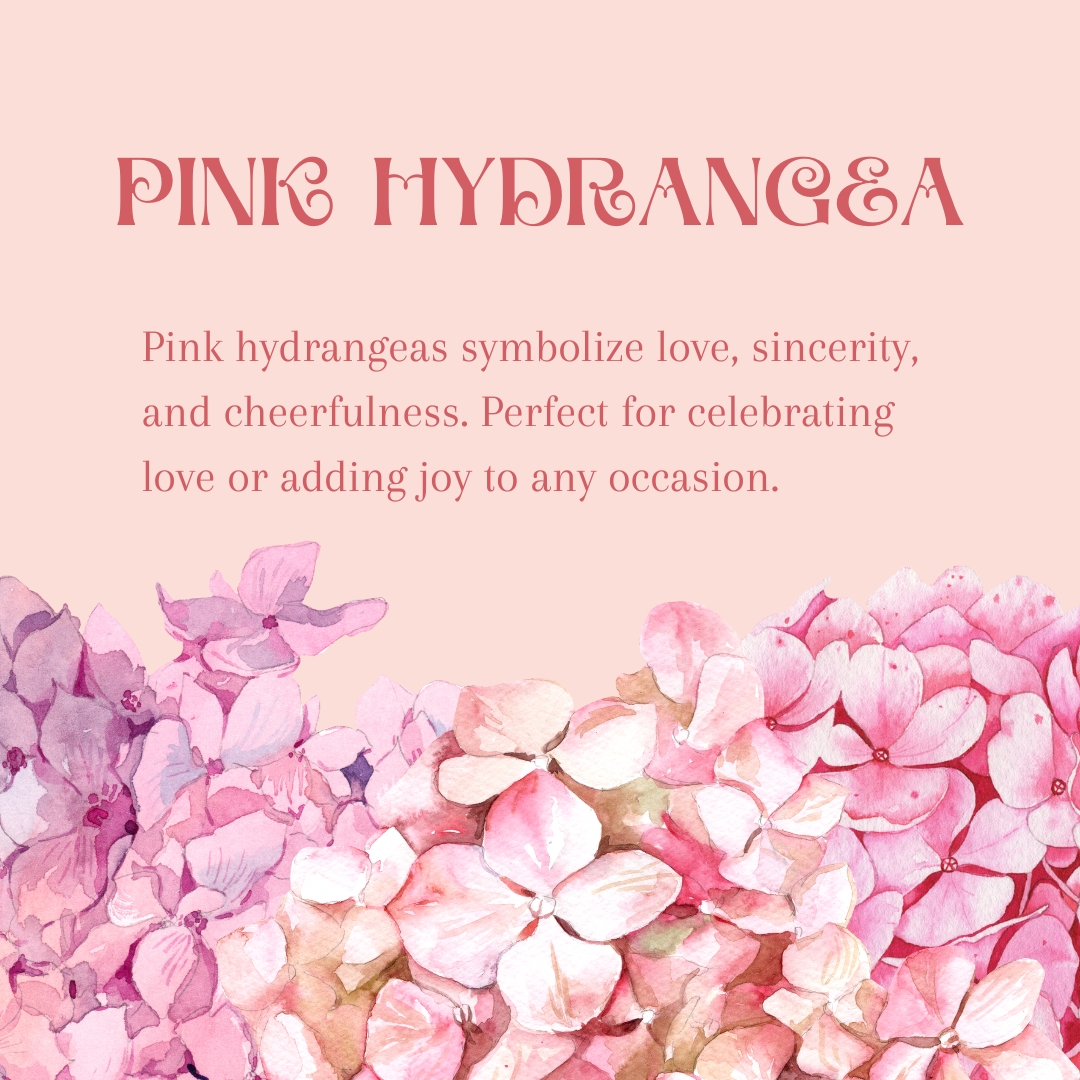 PINK HYDRANGEA
Pink hydrangeas symbolize love, sincerity,
and cheerfulness. Perfect for celebrating
love or adding joy to any occasion.